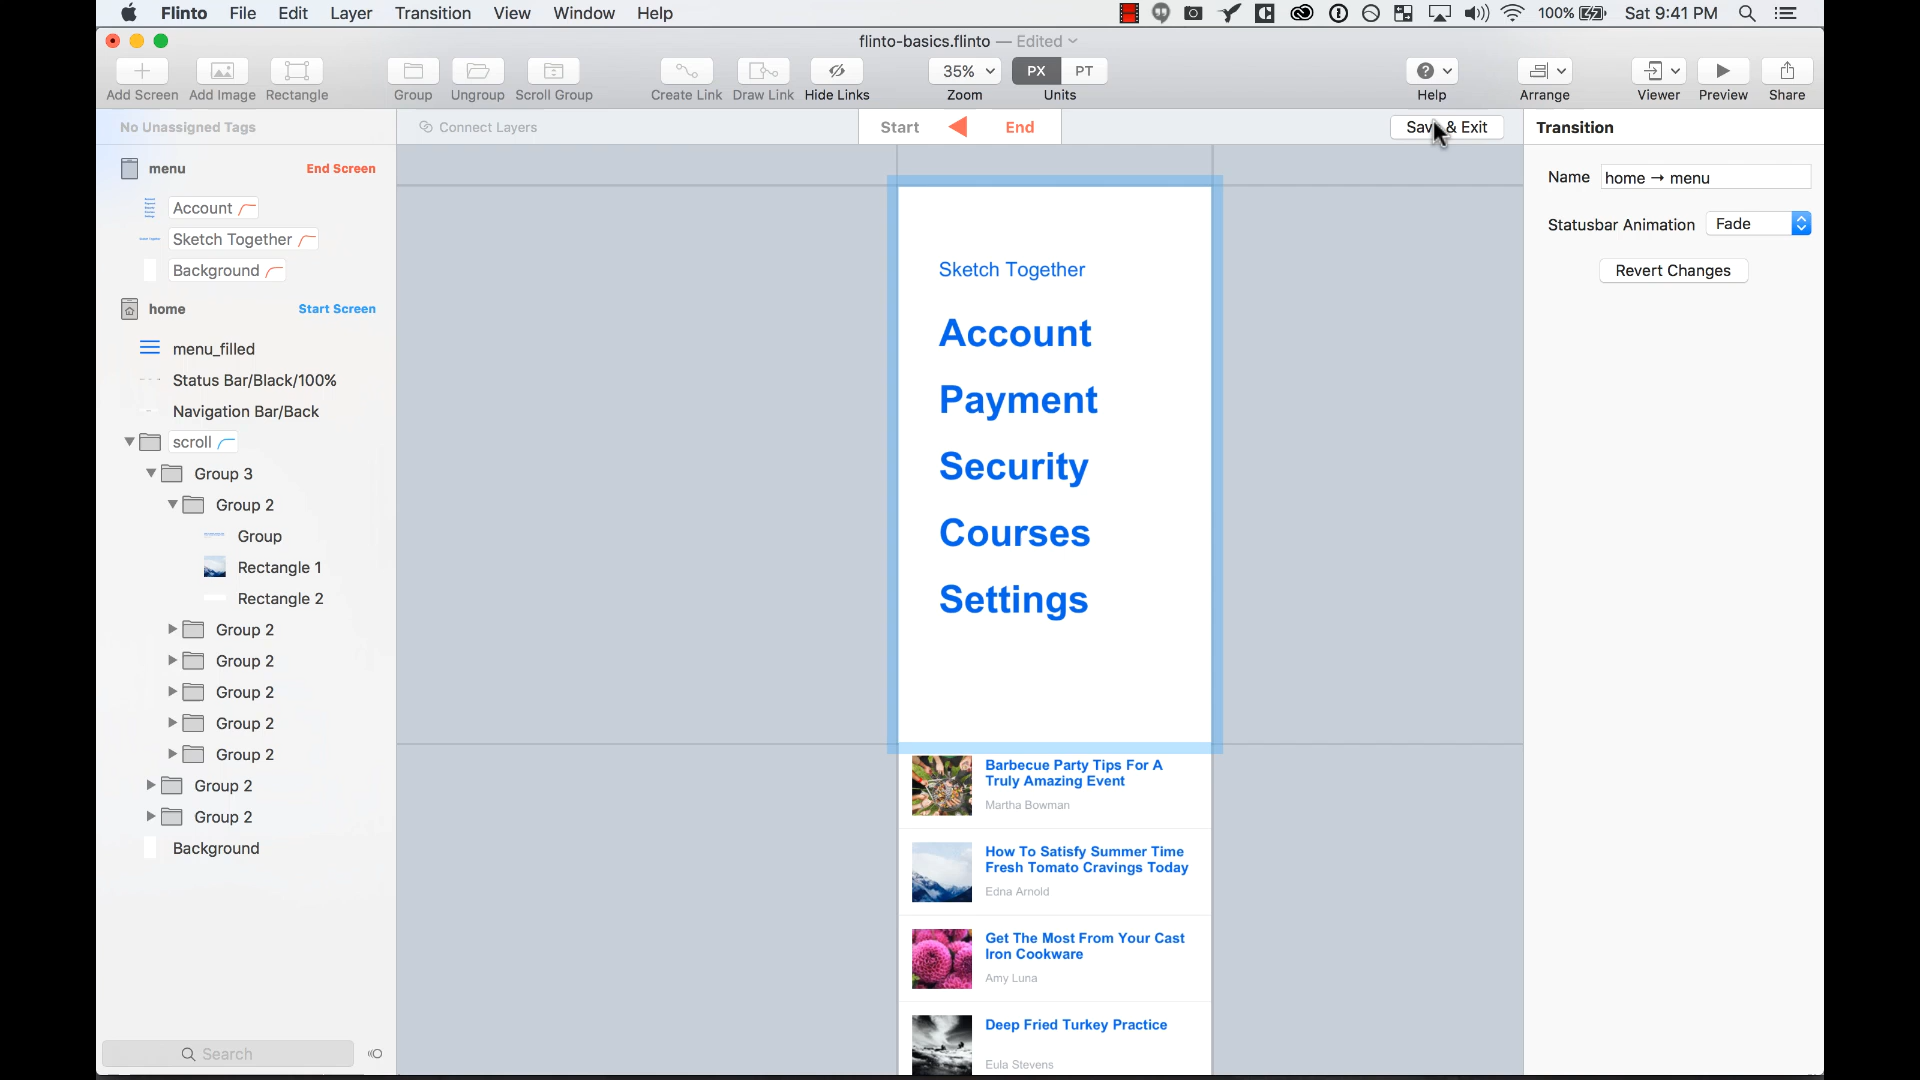 Flinto File Edit Layer Transition View Window Help 100% Sat 9:41 PM
flinto-basics.flinto — Edited
35% PX PT
Add Screen Add Image Rectangle Group Ungroup Scroll Group Create Link Draw Link Hide Links Zoom Units Help Arrange Viewer Preview Share
No Unassigned Tags
Connect Layers
Start End
Save & Exit
Transition
menu End Screen
Account
Sketch Together
Background
home Start Screen
menu_filled
Status Bar/Black/100%
Navigation Bar/Back
scroll
Group 3
Group 2
Group
Rectangle 1
Rectangle 2
Group 2
Group 2
Group 2
Group 2
Group 2
Group 2
Group 2
Background
Search
Sketch Together
Account
Payment
Security
Courses
Settings
Barbecue Party Tips For A
Truly Amazing Event
Martha Bowman
How To Satisfy Summer Time
Fresh Tomato Cravings Today
Edna Arnold
Get The Most From Your Cast
Iron Cookware
Amy Luna
Deep Fried Turkey Practice
Eula Stevens
Name home → menu
Statusbar Animation Fade
Revert Changes